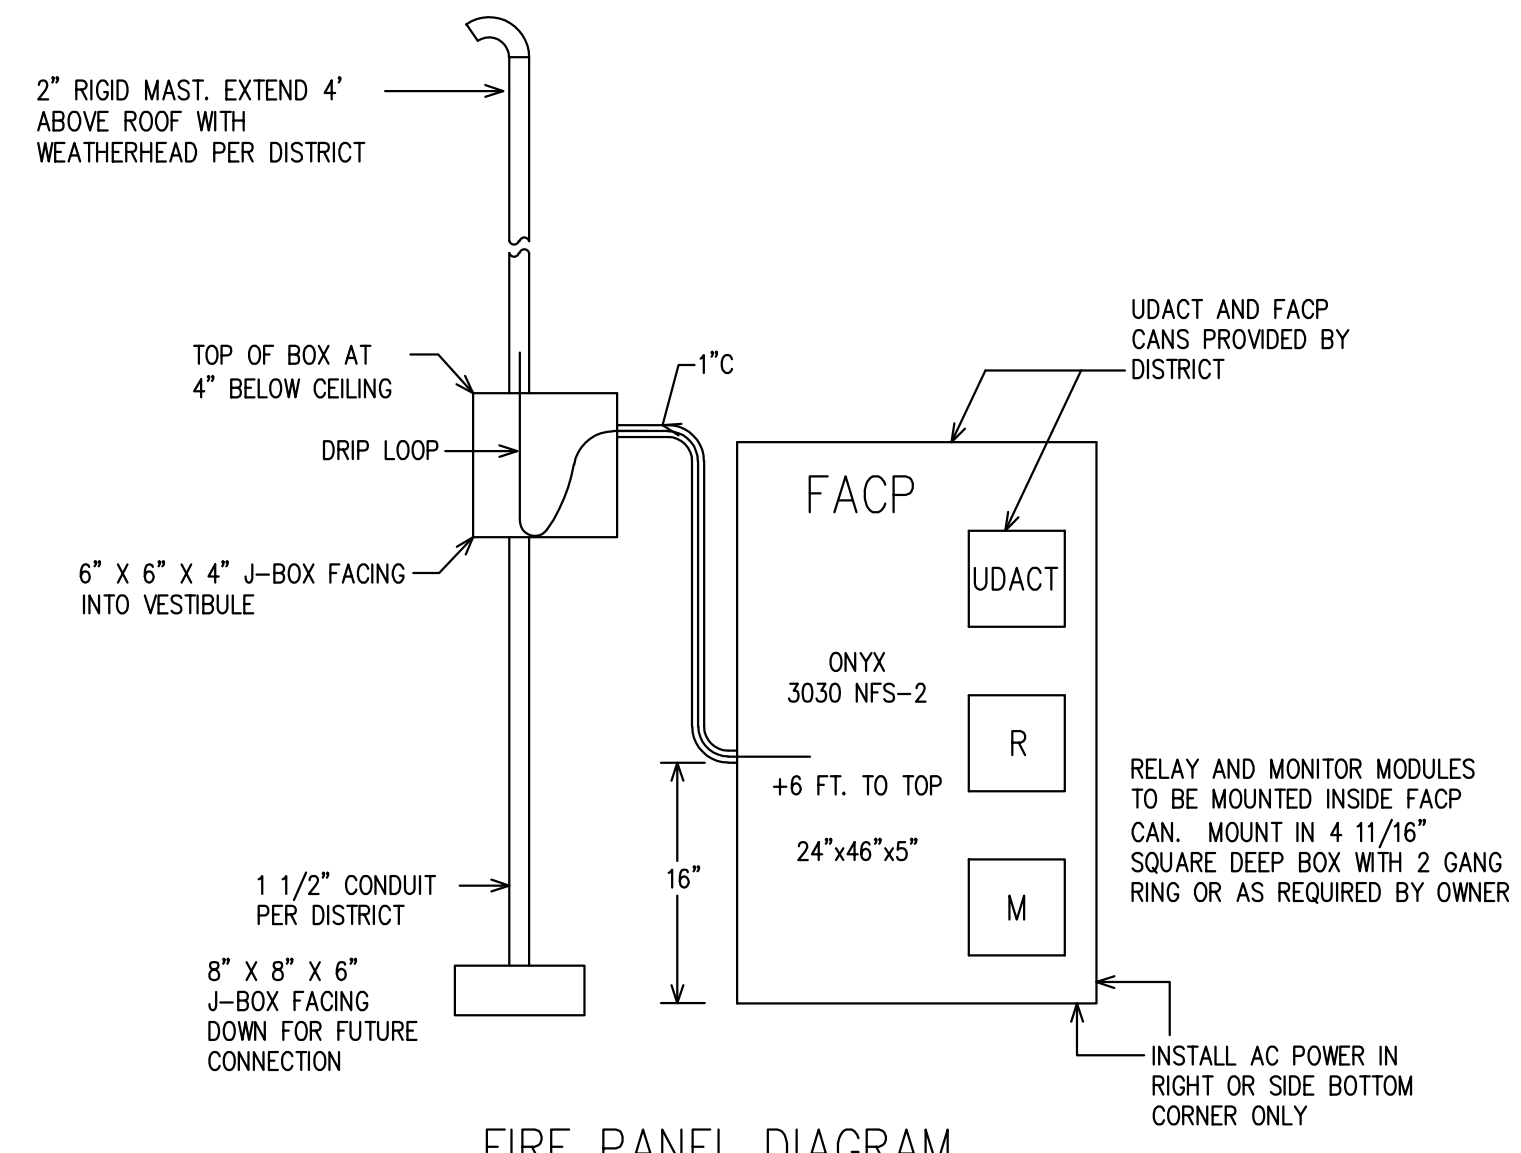 2" RIGID MAST. EXTEND 4'
ABOVE ROOF WITH
WEATHERHEAD PER DISTRICT
UDACT AND FACP
CANS PROVIDED BY
DISTRICT
TOP OF BOX AT
4" BELOW CEILING
1"C
DRIP LOOP
FACP
6" X 6" X 4" J-BOX FACING
INTO VESTIBULE
UDACT
ONYX
3030 NFS-2
R
+6 FT. TO TOP
RELAY AND MONITOR MODULES
TO BE MOUNTED INSIDE FACP
CAN. MOUNT IN 4 11/16"
SQUARE DEEP BOX WITH 2 GANG
RING OR AS REQUIRED BY OWNER
24"x46"x5"
16"
M
1 1/2" CONDUIT
PER DISTRICT
8" X 8" X 6"
J-BOX FACING
DOWN FOR FUTURE
CONNECTION
INSTALL AC POWER IN
RIGHT OR SIDE BOTTOM
CORNER ONLY
FIRE PANEL DIAGRAM